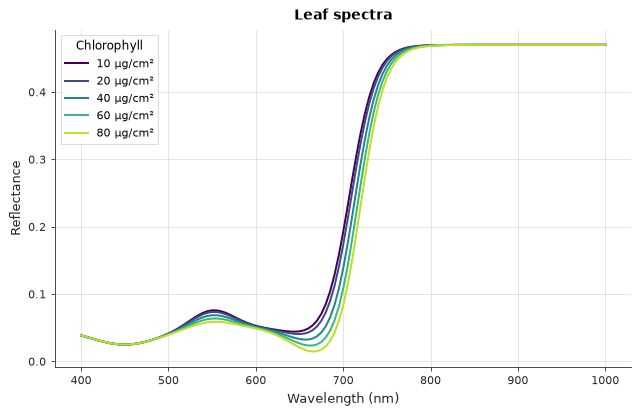 Leaf spectra
Chlorophyll
10 µg/cm²
20 µg/cm²
40 µg/cm²
60 µg/cm²
80 µg/cm²
Reflectance
0.4
0.3
0.2
0.1
0.0
400 500 600 700 800 900 1000
Wavelength (nm)